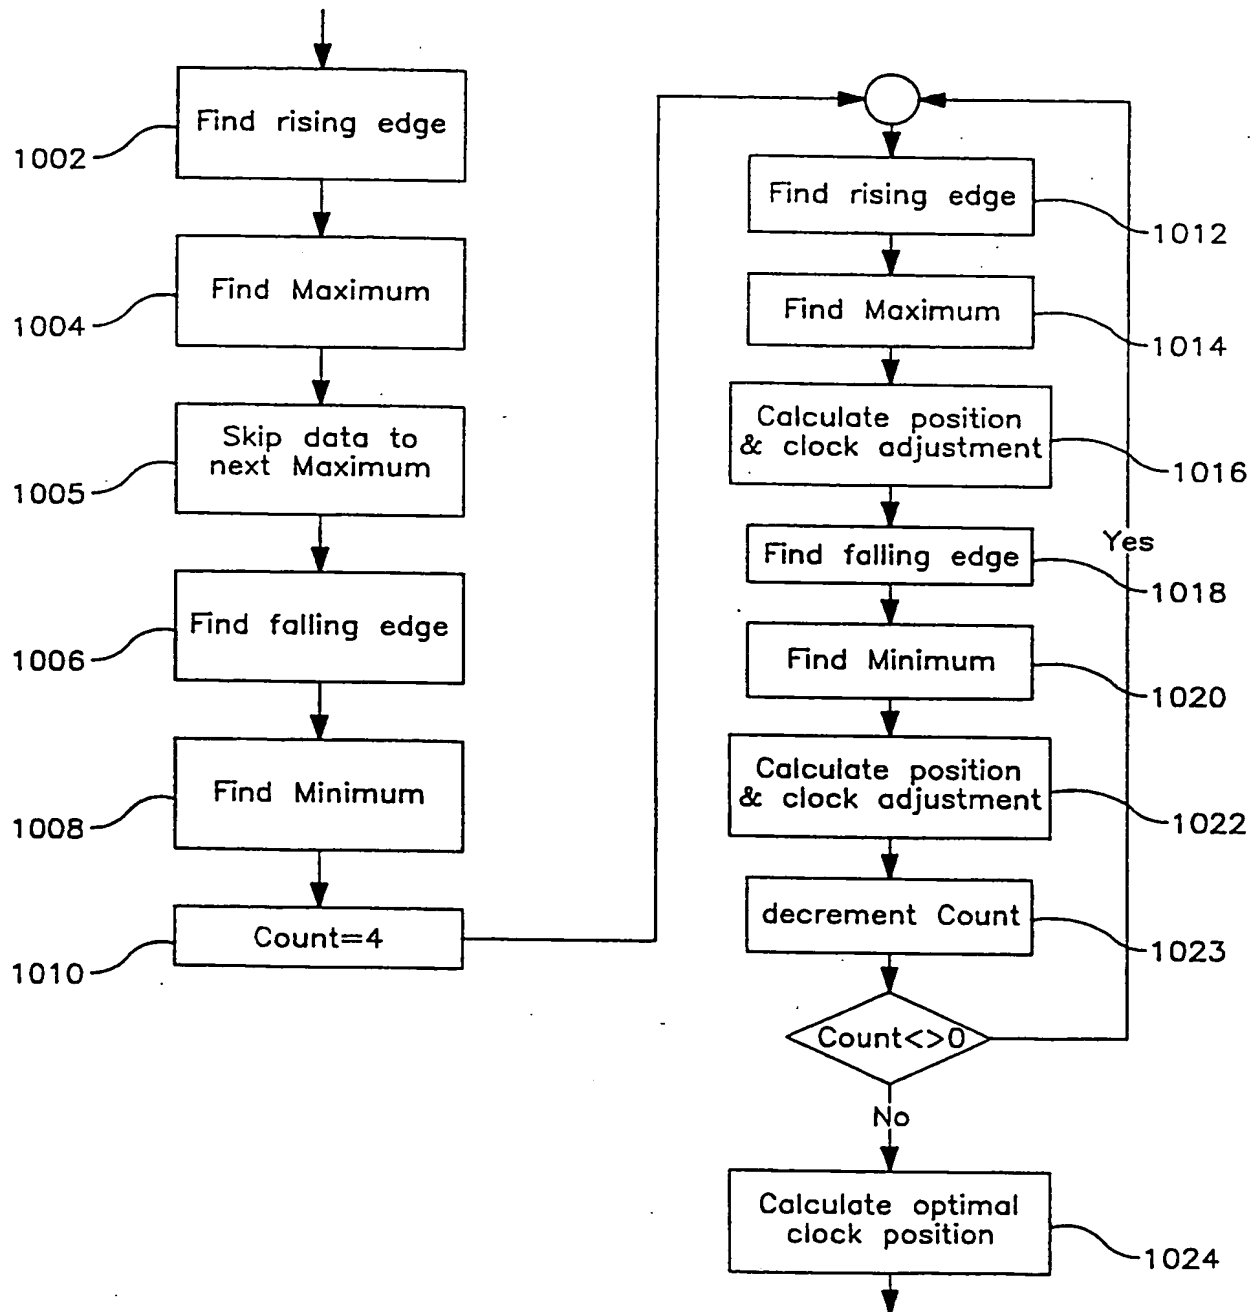 Find rising edge
1002
Find Maximum
1004
Skip data to
next Maximum
1005
Find falling edge
1006
Find Minimum
1008
Count=4
1010
Find rising edge
1012
Find Maximum
1014
Calculate position
& clock adjustment
1016
Yes
Find falling edge
1018
Find Minimum
1020
Calculate position
& clock adjustment
1022
decrement Count
1023
Count<>0
No
Calculate optimal
clock position
1024